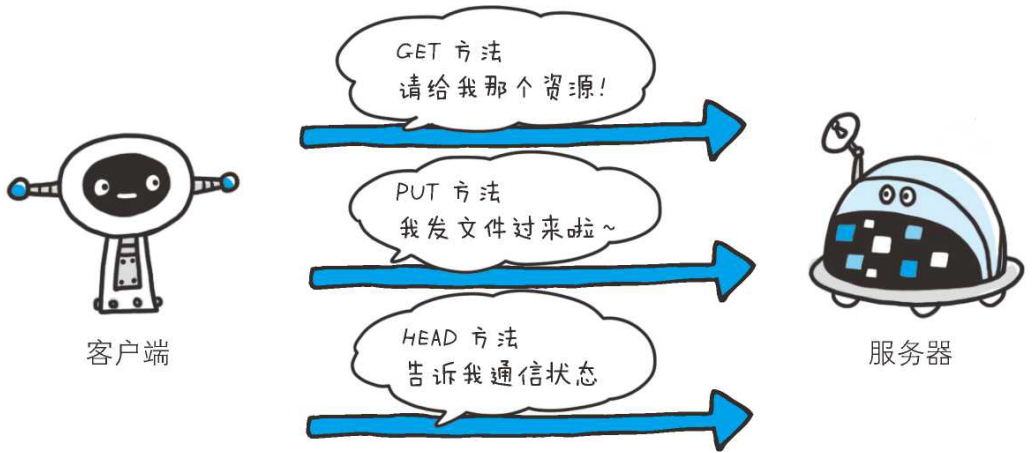 GET 方法
请给我那个资源!
PUT 方法
我发文件过来啦~
HEAD 方法
告诉我通信状态
客户端
服务器